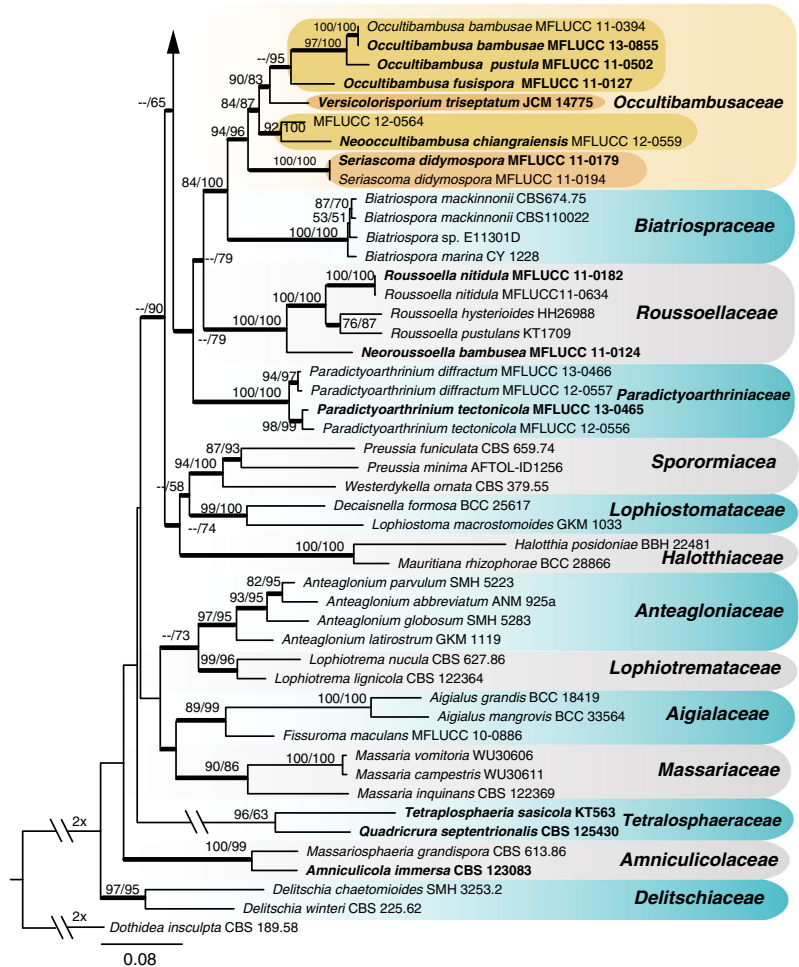 100/100
Occultibambusa bambusae MFLUCC 11-0394
97/100
Occultibambusa bambusae MFLUCC 13-0855
--/95
Occultibambusa pustula MFLUCC 11-0502
90/83
Occultibambusa fusispora MFLUCC 11-0127
--/65
84/87
Versicolorisporium triseptatum JCM 14775
Occultibambusaceae
MFLUCC 12-0564
92/100
94/96
Neooccultibambusa chiangraiensis MFLUCC 12-0559
100/100
Seriascoma didymospora MFLUCC 11-0179
Seriascoma didymospora MFLUCC 11-0194
84/100
87/70
Biatriospora mackinnonii CBS674.75
53/51
Biatriospora mackinnonii CBS110022
Biatriospraceae
100/100
Biatriospora sp. E11301D
Biatriospora marina CY 1228
--/79
100/100
Roussoella nitidula MFLUCC 11-0182
100/100
Roussoella nitidula MFLUCC11-0634
--/90
Roussoella hysterioides HH26988
Roussoellaceae
100/100
76/87
Roussoella pustulans KT1709
--/79
Neoroussoella bambusea MFLUCC 11-0124
94/97
Paradictyoarthrinium diffractum MFLUCC 13-0466
100/100
Paradictyoarthrinium diffractum MFLUCC 12-0557
Paradictyoarthriniaceae
Paradictyoarthrinium tectonicola MFLUCC 13-0465
98/99
Paradictyoarthrinium tectonicola MFLUCC 12-0556
87/93
Preussia funiculata CBS 659.74
94/100
Preussia minima AFTOL-ID1256
Sporormiacea
--/58
Westerdykella ornata CBS 379.55
99/100
Decaisnella formosa BCC 25617
Lophiostomataceae
--/74
Lophiostoma macrostomoides GKM 1033
100/100
Halotthia posidoniae BBH 22481
Halotthiaceae
Mauritiana rhizophorae BCC 28866
82/95
Anteaglonium parvulum SMH 5223
93/95
Anteaglonium abbreviatum ANM 925a
Anteagloniaceae
97/95
Anteaglonium globosum SMH 5283
--/73
Anteaglonium latirostrum GKM 1119
99/96
Lophiotrema nucula CBS 627.86
Lophiotremataceae
Lophiotrema lignicola CBS 122364
100/100
Aigialus grandis BCC 18419
89/99
Aigialus mangrovis BCC 33564
Aigialaceae
Fissuroma maculans MFLUCC 10-0886
100/100
Massaria vomitoria WU30606
90/86
Massaria campestris WU30611
Massariaceae
Massaria inquinans CBS 122369
96/63
Tetraplosphaeria sasicola KT563
Tetralosphaeraceae
2x
Quadricrura septentrionalis CBS 125430
100/99
Massariosphaeria grandispora CBS 613.86
Amniculicolaceae
Amniculicola immersa CBS 123083
97/95
Delitschia chaetomioides SMH 3253.2
Delitschiaceae
Delitschia winteri CBS 225.62
2x
Dothidea insculpta CBS 189.58
0.08